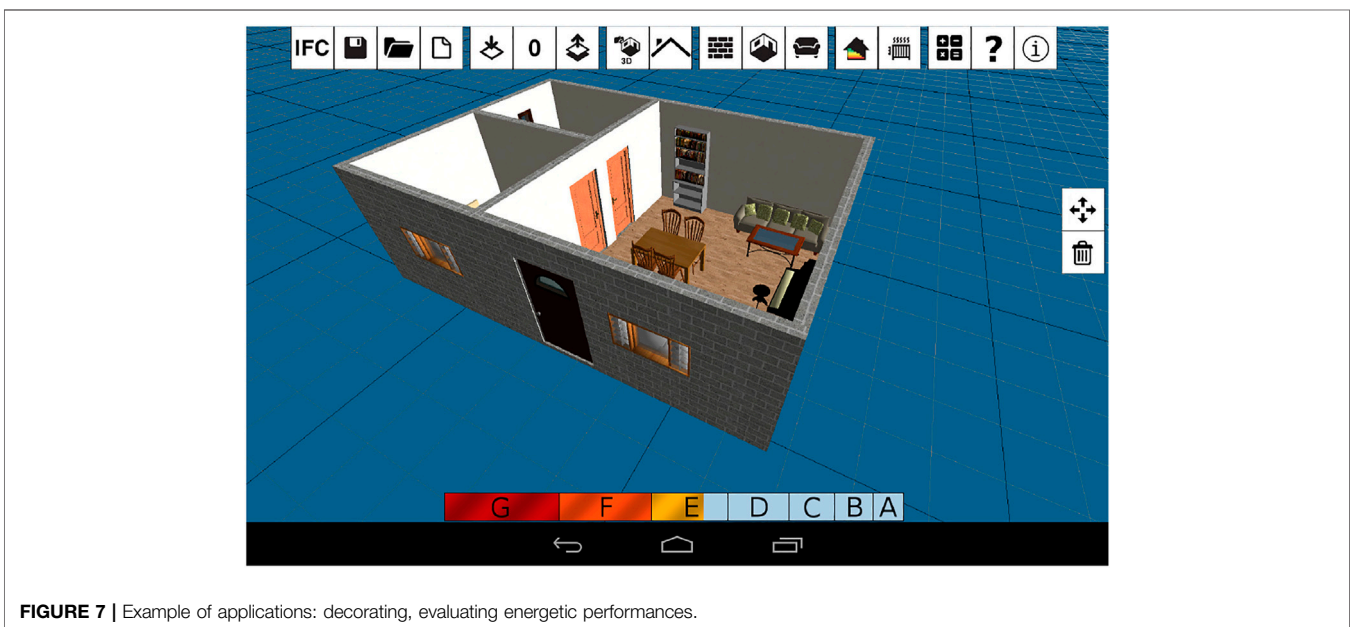 IFC 0 3D ? i
G F E D C B A
FIGURE 7 | Example of applications: decorating, evaluating energetic performances.